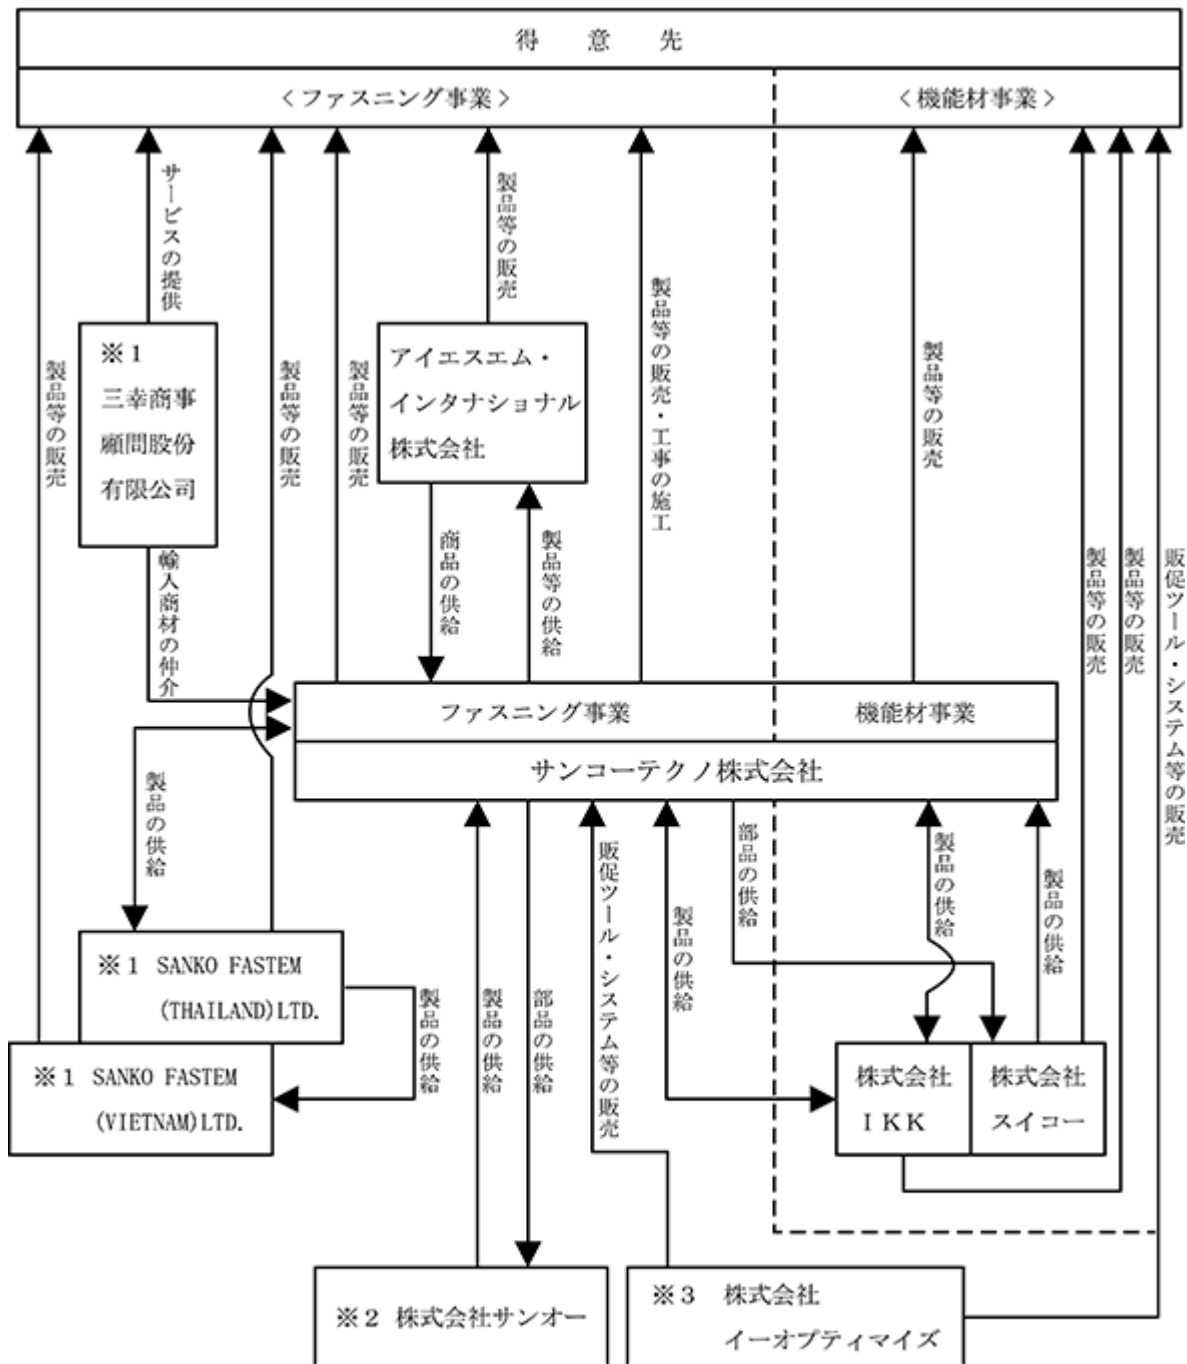 得意先
<ファスニング事業>
<機能材事業>
サービスの提供
製品等の販売
※1
三幸商事
顧問股份
有限公司
アイエスエム・
インタナショナル
株式会社
製品等の販売
製品等の販売
製品等の販売
製品等の販売・工事の施工
製品等の販売
輸入商材の仲介
商品の供給
製品等の供給
製品等の販売
製品等の販売
販促ツール・システム等の販売
ファスニング事業
機能材事業
サンコーテクノ株式会社
製品の供給
※1 SANKO FASTEM
(THAILAND)LTD.
※1 SANKO FASTEM
(VIETNAM)LTD.
製品の供給
製品の供給
部品の供給
販促ツール・システム等の販売
製品の供給
部品の供給
製品の供給
製品の供給
株式会社
IKK
株式会社
スイコー
※2 株式会社サンオー
※3 株式会社
イーオプティマイズ